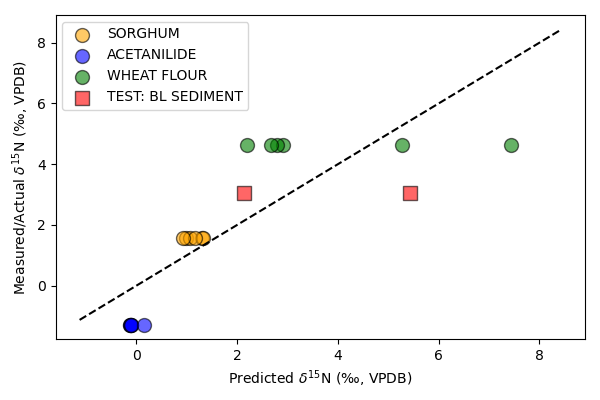 SORGHUM
ACETANILIDE
WHEAT FLOUR
TEST: BL SEDIMENT
Measured/Actual δ¹⁵N (‰, VPDB)
8
6
4
2
0
0 2 4 6 8
Predicted δ¹⁵N (‰, VPDB)